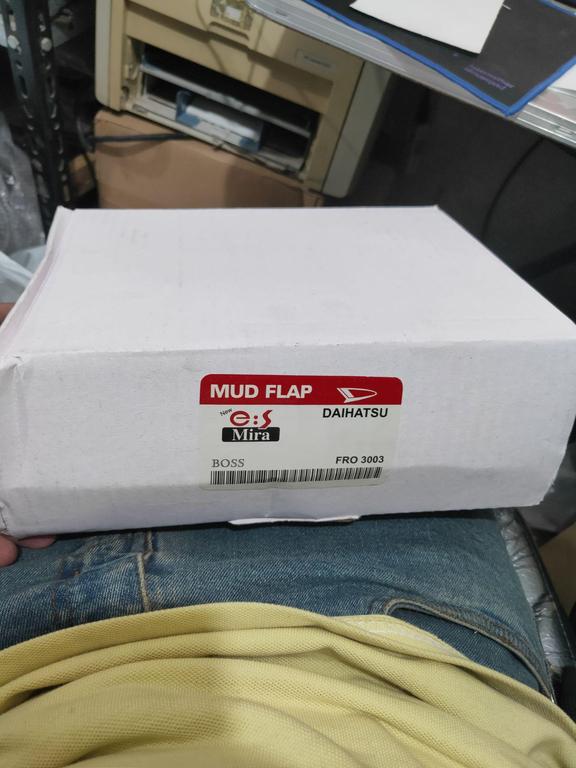 MUD FLAP
DAIHATSU
New
e:s
Mira
BOSS
FRO 3003